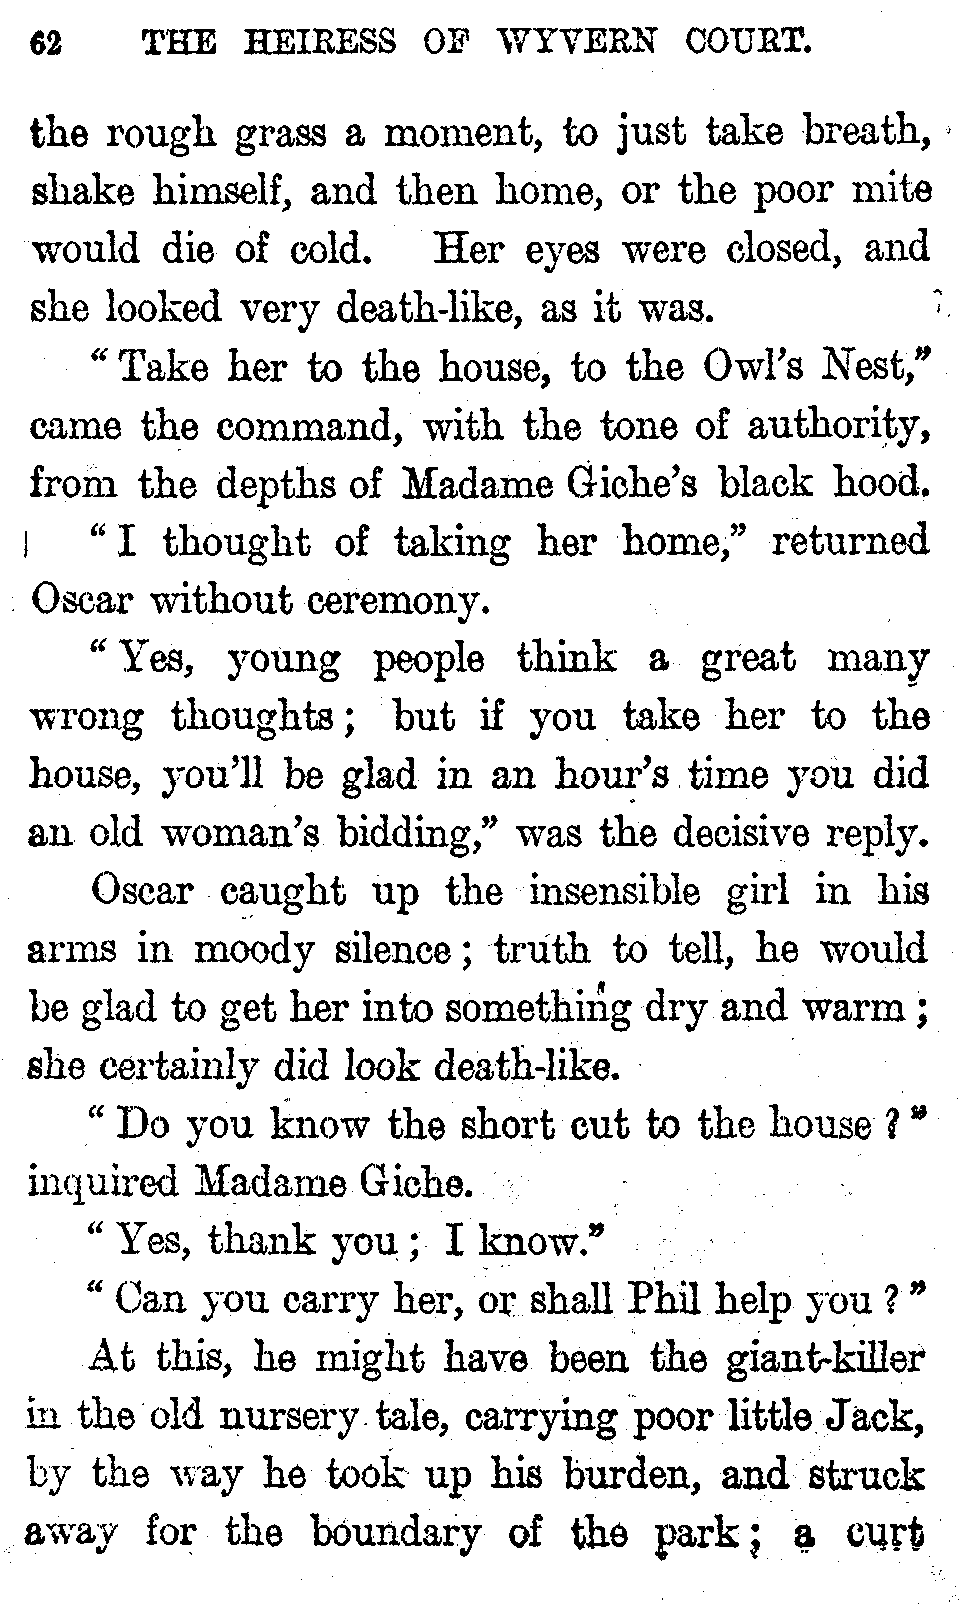 62 THE HEIRESS OF WYVERN COURT.
the rough grass a moment, to just take breath,
shake himself, and then home, or the poor mite
would die of cold. Her eyes were closed, and
she looked very death-like, as it was.
"Take her to the house, to the Owl's Nest,"
came the command, with the tone of authority,
from the depths of Madame Giche's black hood.
"I thought of taking her home," returned
Oscar without ceremony.
"Yes, young people think a great many
wrong thoughts; but if you take her to the
house, you'll be glad in an hour's time you did
an old woman's bidding," was the decisive reply.
Oscar caught up the insensible girl in his
arms in moody silence; truth to tell, he would
be glad to get her into something dry and warm;
she certainly did look death-like.
"Do you know the short cut to the house?"
inquired Madame Giche.
"Yes, thank you; I know."
"Can you carry her, or shall Phil help you?"
At this, he might have been the giant-killer
in the old nursery tale, carrying poor little Jack,
by the way he took up his burden, and struck
away for the boundary of the park; a curt